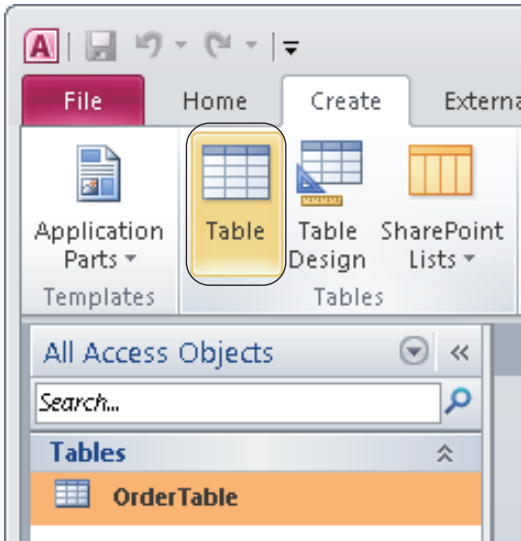 A
File Home Create Externa
Application Parts
Table
Table Design
SharePoint Lists
Templates Tables
All Access Objects
Search...
Tables
OrderTable